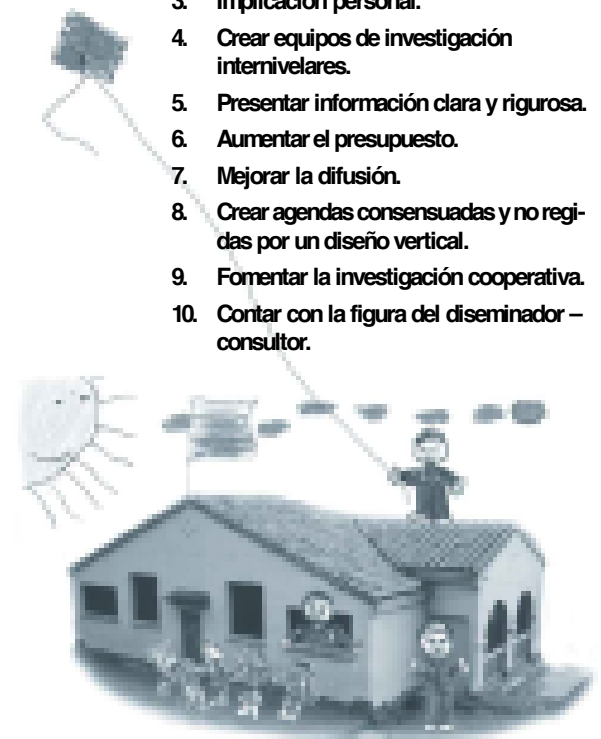 3. Implicación personal.
4. Crear equipos de investigación
internivelares.
5. Presentar información clara y rigurosa.
6. Aumentar el presupuesto.
7. Mejorar la difusión.
8. Crear agendas consensuadas y no regi-
das por un diseño vertical.
9. Fomentar la investigación cooperativa.
10. Contar con la figura del diseminador –
consultor.